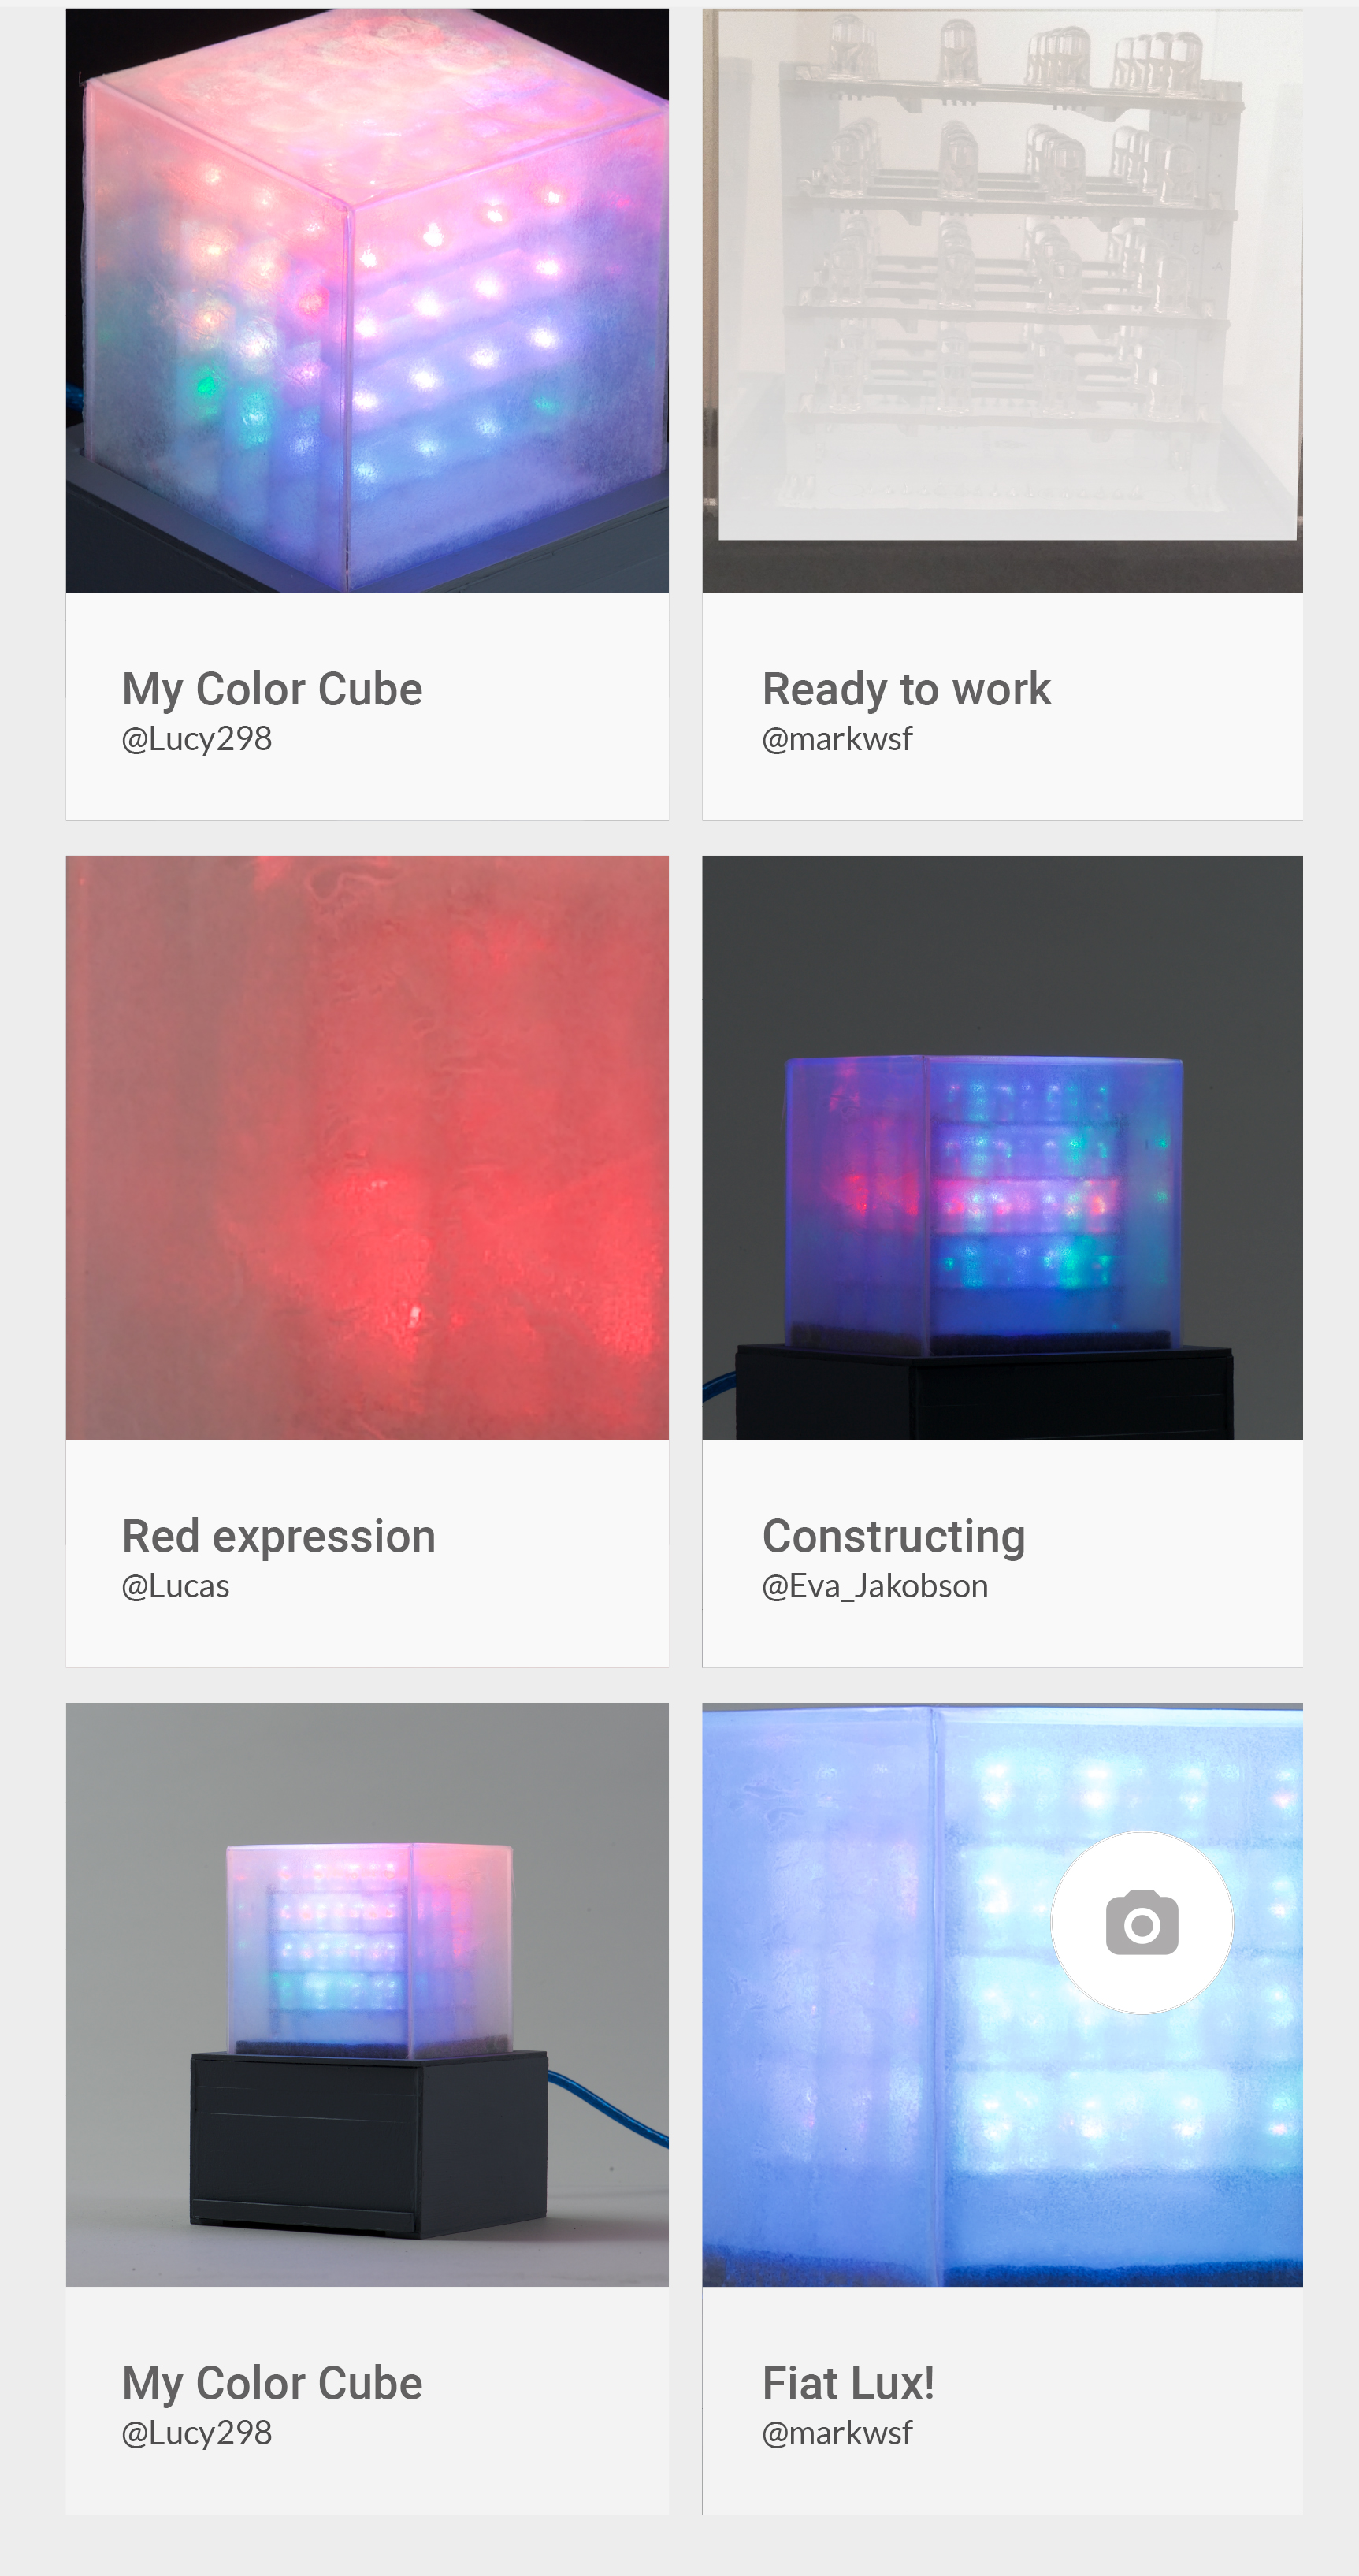 My Color Cube
@Lucy298
Ready to work
@markwsf
Red expression
@Lucas
Constructing
@Eva_Jakobson
My Color Cube
@Lucy298
Fiat Lux!
@markwsf